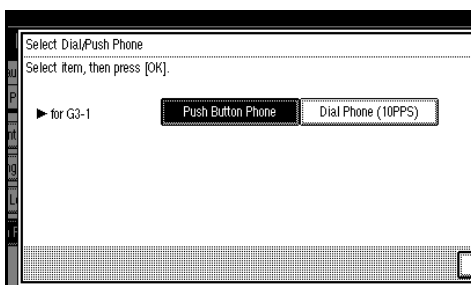 Select Dial/Push Phone
Select item, then press [OK].
► for G3-1
Push Button Phone
Dial Phone (10PPS)